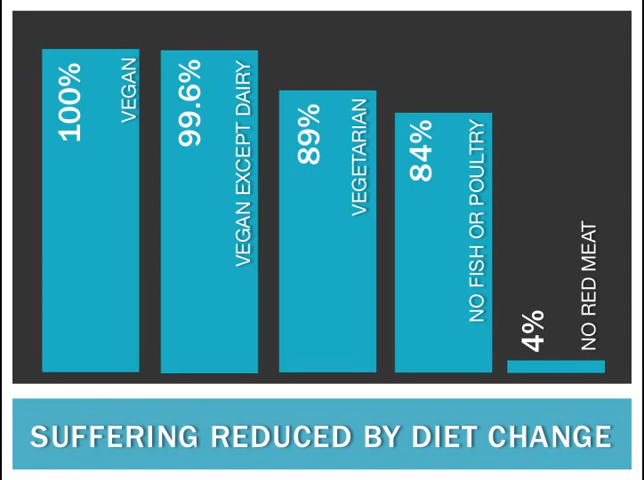 100%
VEGAN
99.6%
VEGAN EXCEPT DAIRY
89%
VEGETARIAN
84%
NO FISH OR POULTRY
4%
NO RED MEAT
SUFFERING REDUCED BY DIET CHANGE